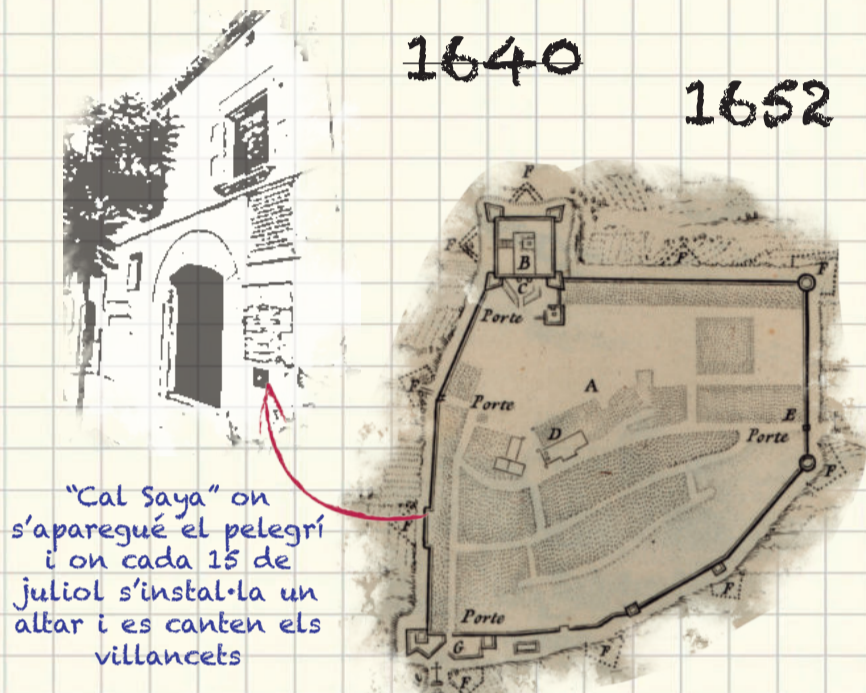 1640
1652
F
F
B
F
F
C
Porte
F
Porte
A
E
D
Porte
F
F
"Cal Saya" on
s'aparegué el pelegrí
i on cada 15 de
juliol s'instal·la un
altar i es canten els
villancets
F
Porte
G
F
F